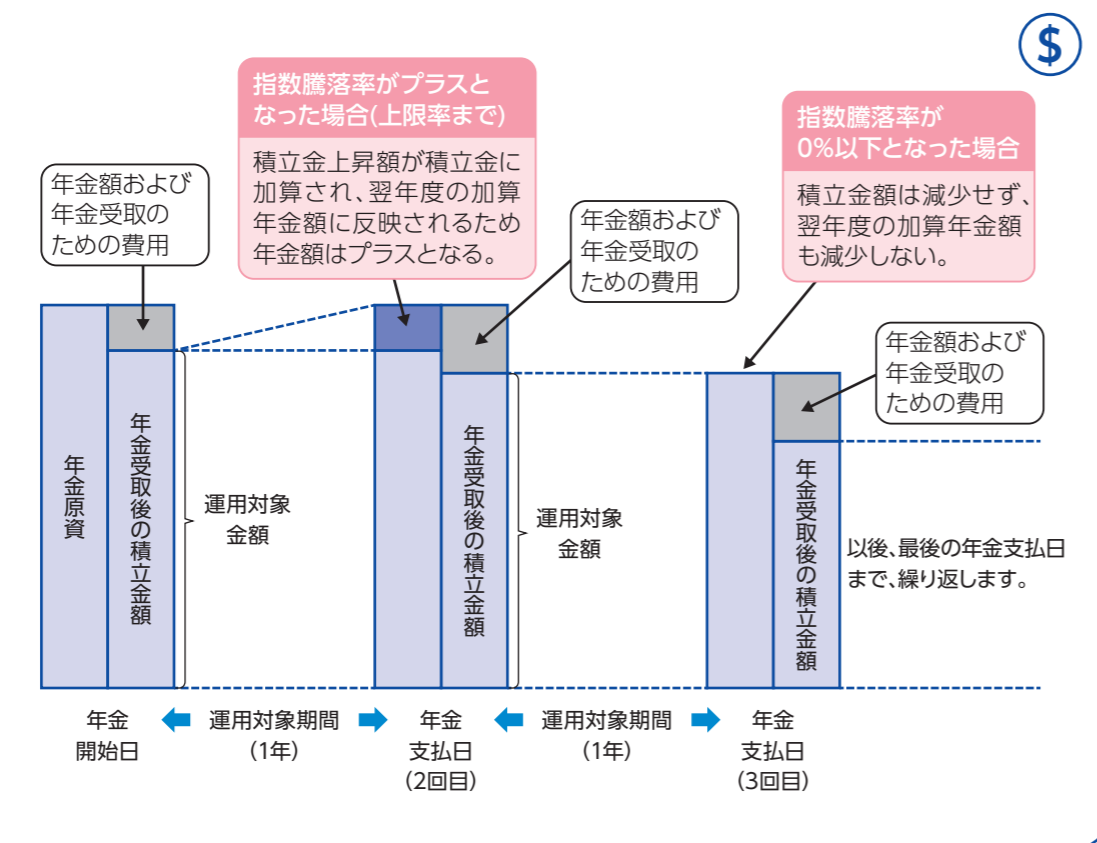 $
指数騰落率がプラスと
なった場合(上限率まで)
積立金上昇額が積立金に
加算され、翌年度の加算
年金額に反映されるため
年金額はプラスとなる。
指数騰落率が
0%以下となった場合
積立金額は減少せず、
翌年度の加算年金額
も減少しない。
年金額および
年金受取の
ための費用
年金額および
年金受取の
ための費用
年金額および
年金受取の
ための費用
年金原資
年金受取後の積立金額
運用対象
金額
年金受取後の積立金額
運用対象
金額
年金受取後の積立金額
以後、最後の年金支払日
まで、繰り返します。
年金
開始日
運用対象期間
(1年)
年金
支払日
(2回目)
運用対象期間
(1年)
年金
支払日
(3回目)